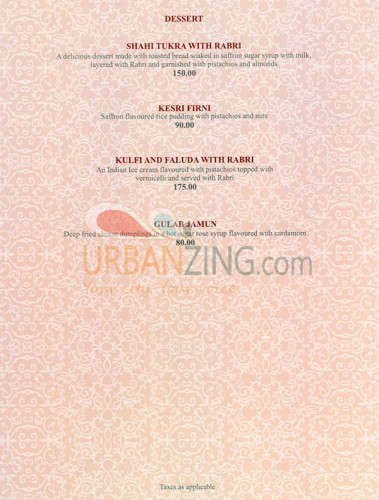 DESSERT
SHAHI TUKRA WITH RABRI
A delicious dessert made with toasted bread soaked in saffron sugar syrup with milk,
layered with Rabri and garnished with pistachios and almonds
150.00
KESRI FIRNI
Saffron flavoured rice pudding with pistachios and nuts
90.00
KULFI AND FALUDA WITH RABRI
An Indian Ice cream flavoured with pistachios topped with
vermicelli and served with Rabri
175.00
GULAB JAMUN
Deep fried cheese dumplings in a hot sugar rose syrup flavoured with cardamom
80.00
URBANZING.com
Your city. Your voice.
Taxes as applicable